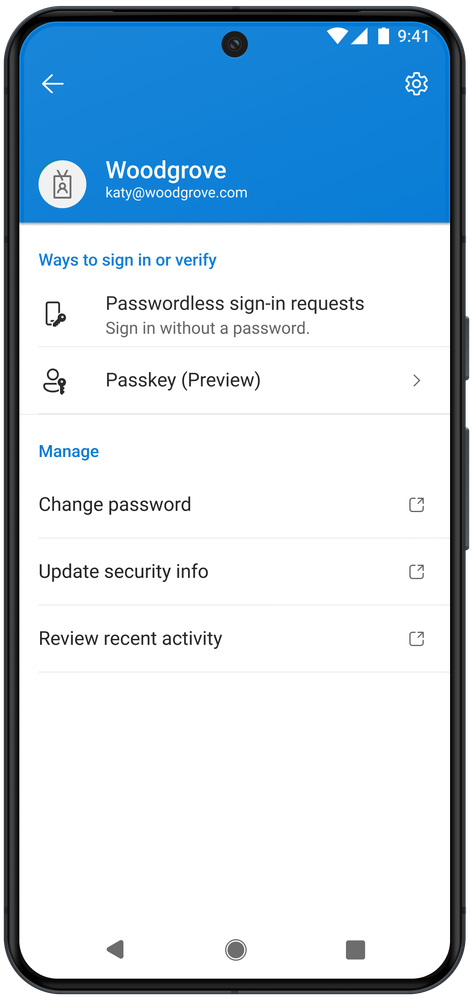 9:41
Woodgrove
katy@woodgrove.com
Ways to sign in or verify
Passwordless sign-in requests
Sign in without a password.
Passkey (Preview)
Manage
Change password
Update security info
Review recent activity